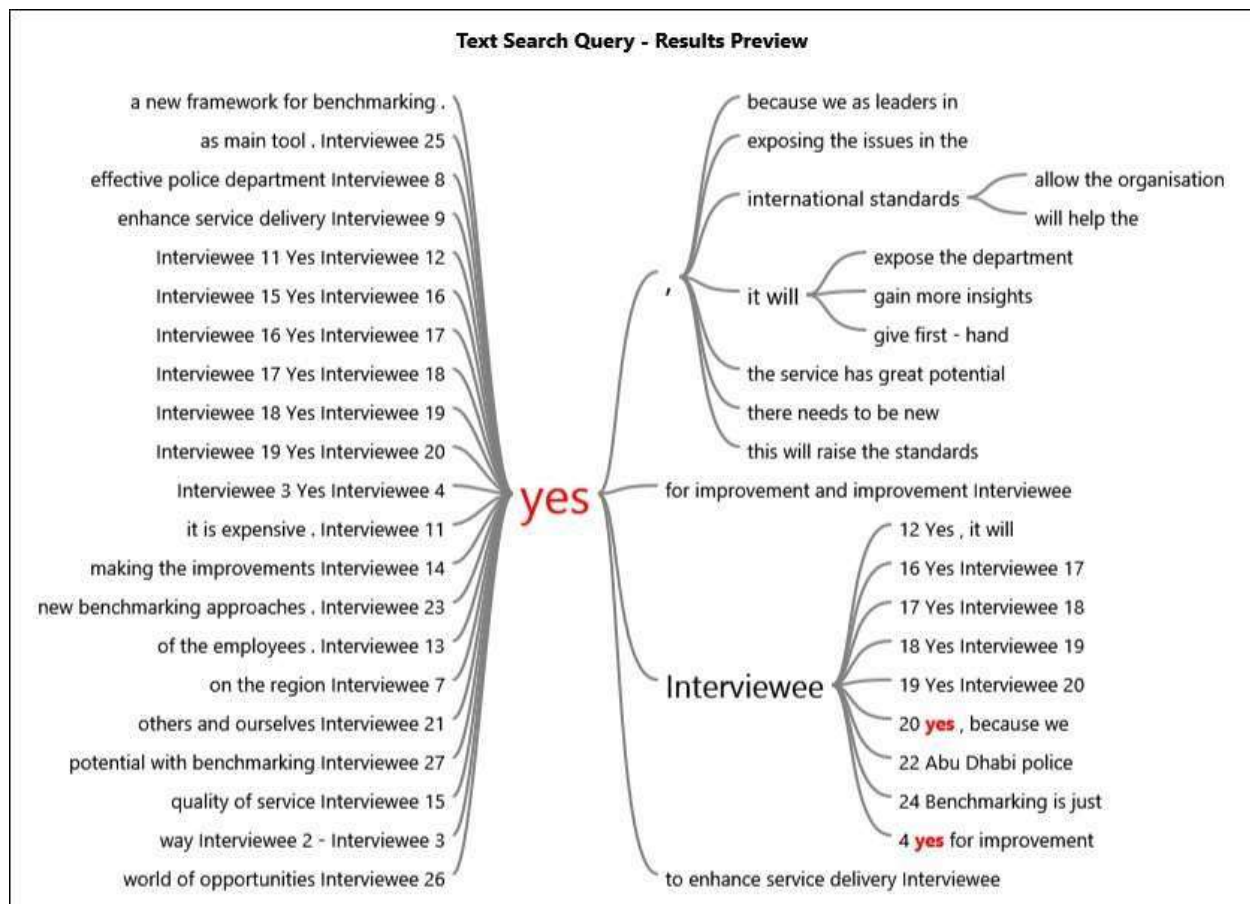 Text Search Query - Results Preview
a new framework for benchmarking .
as main tool . Interviewee 25
effective police department Interviewee 8
enhance service delivery Interviewee 9
Interviewee 11 Yes Interviewee 12
Interviewee 15 Yes Interviewee 16
Interviewee 16 Yes Interviewee 17
Interviewee 17 Yes Interviewee 18
Interviewee 18 Yes Interviewee 19
Interviewee 19 Yes Interviewee 20
Interviewee 3 Yes Interviewee 4
it is expensive . Interviewee 11
making the improvements Interviewee 14
new benchmarking approaches . Interviewee 23
of the employees . Interviewee 13
on the region Interviewee 7
others and ourselves Interviewee 21
potential with benchmarking Interviewee 27
quality of service Interviewee 15
way Interviewee 2 - Interviewee 3
world of opportunities Interviewee 26
yes
,
because we as leaders in
exposing the issues in the
international standards
allow the organisation
will help the
it will
expose the department
gain more insights
give first - hand
the service has great potential
there needs to be new
this will raise the standards
for improvement and improvement Interviewee
Interviewee
12 Yes , it will
16 Yes Interviewee 17
17 Yes Interviewee 18
18 Yes Interviewee 19
19 Yes Interviewee 20
20 yes , because we
22 Abu Dhabi police
24 Benchmarking is just
4 yes for improvement
to enhance service delivery Interviewee